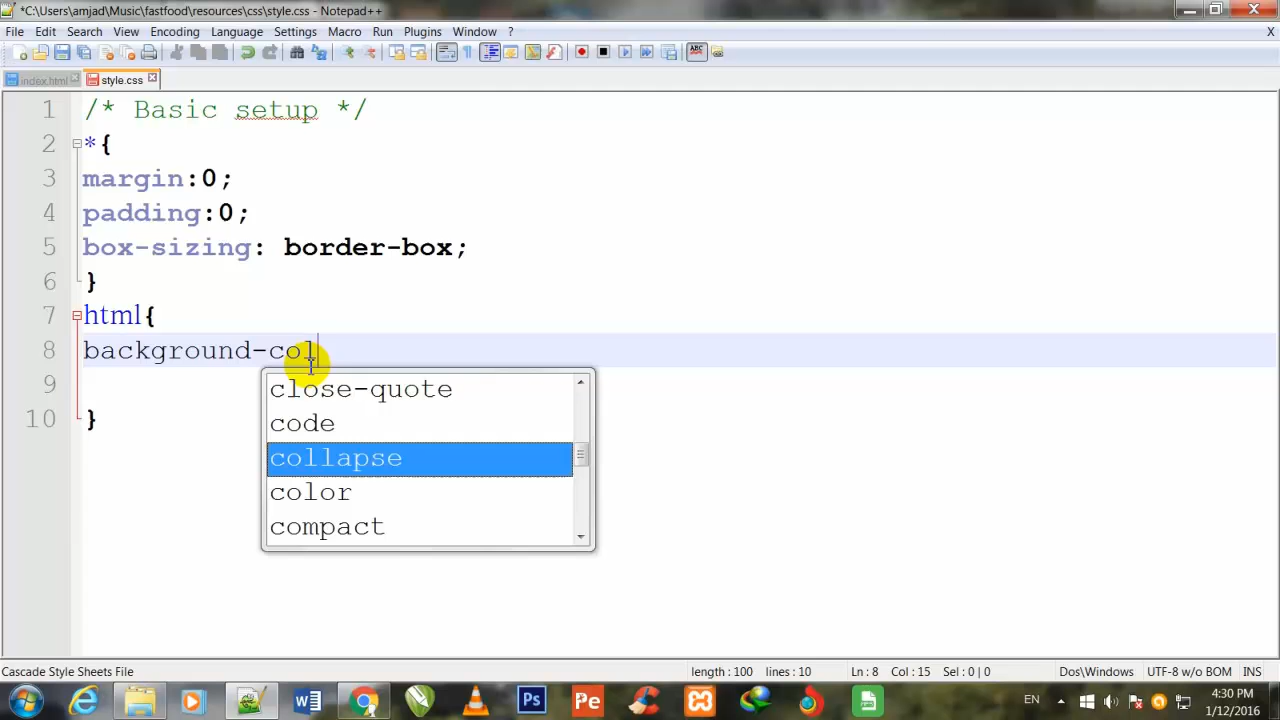 *C:\Users\amjad\Music\fastfood\resources\css\style.css - Notepad++
File Edit Search View Encoding Language Settings Macro Run Plugins Window ? X
index.html style.css
1 /* Basic setup */
2 *{
3 margin:0;
4 padding:0;
5 box-sizing: border-box;
6 }
7 html{
8 background-col
9
10 }
close-quote
code
collapse
color
compact
Cascade Style Sheets File length : 100 lines : 10 Ln : 8 Col : 15 Sel : 0 | 0 Dos\Windows UTF-8 w/o BOM INS
EN 4:30 PM
1/12/2016